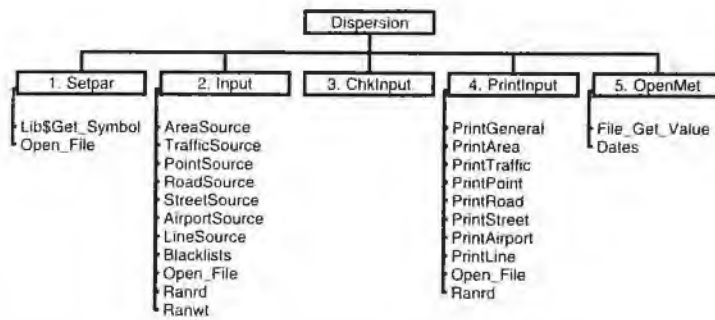 Dispersion
1. Setpar
2. Input
3. ChkInput
4. PrintInput
5. OpenMet
Lib$Get_Symbol
Open_File
AreaSource
TrafficSource
PointSource
RoadSource
StreetSource
AirportSource
LineSource
Blacklists
Open_File
Ranrd
Ranwt
PrintGeneral
PrintArea
PrintTraffic
PrintPoint
PrintRoad
PrintStreet
PrintAirport
PrintLine
Open_File
Ranrd
File_Get_Value
Dates